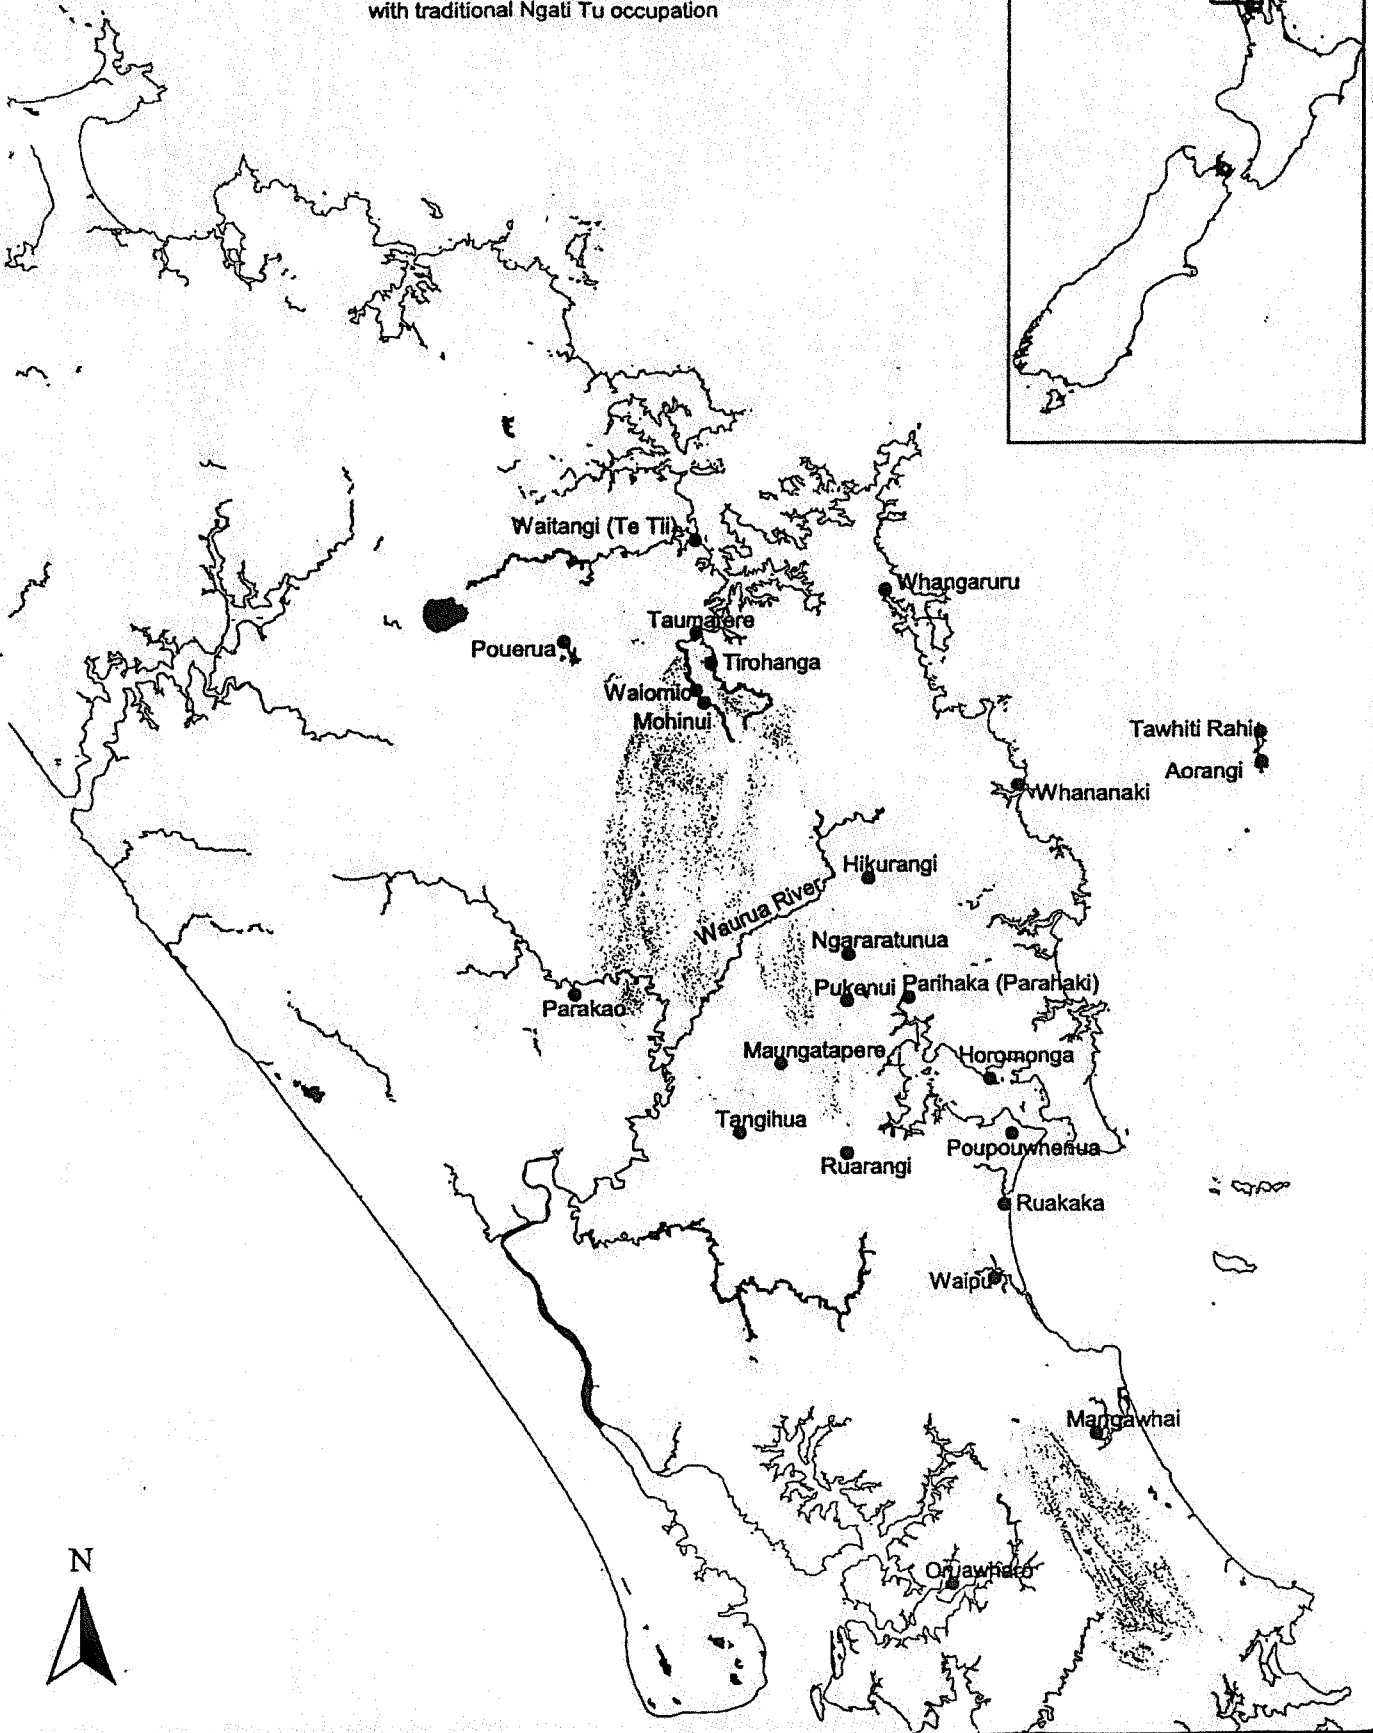 with traditional Ngati Tu occupation
Waitangi (Te Tii)
Whangaruru
Taumarere
Pouerua
Tirohanga
Waiomio
Mohinui
Tawhiti Rahi
Aorangi
Whananaki
Hikurangi
Waurua River
Ngararatunua
Pukenui
Parihaka (Parahaki)
Parakao
Maungatapere
Horomonga
Tangihua
Poupouwhenua
Ruarangi
Ruakaka
Waipu
Mangawhai
Oruawharo
N